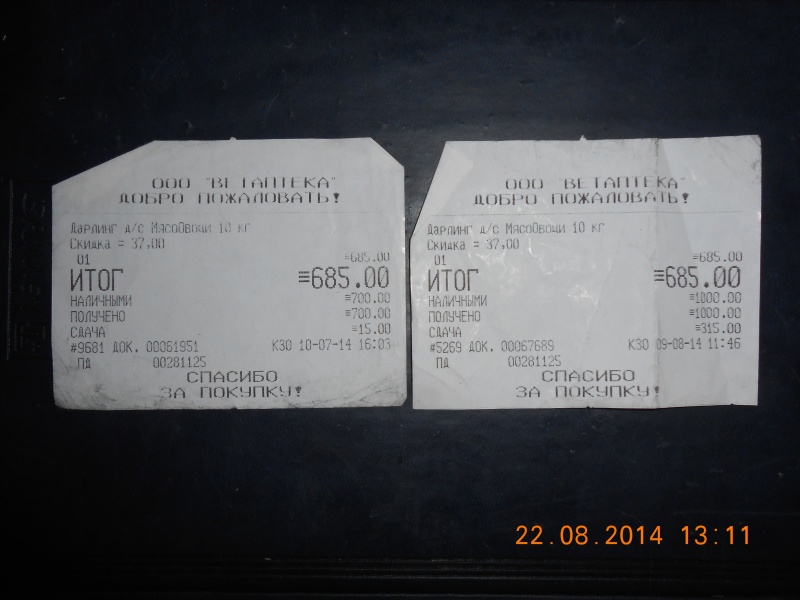 ООО "ВЕТАПТЕКА"
ДОБРО ПОЖАЛОВАТЬ!
Дарлинг д/с МясоОвощи 10 кг
Скидка = 37,00
01 ≡685.00
ИТОГ ≡685.00
НАЛИЧНЫМИ ≡700.00
ПОЛУЧЕНО ≡700.00
СДАЧА ≡15.00
#9681 ДОК. 00061951 К30 10-07-14 16:03
ПД 00281125
СПАСИБО
ЗА ПОКУПКУ!
ООО "ВЕТАПТЕКА"
ДОБРО ПОЖАЛОВАТЬ!
Дарлинг д/с МясоОвощи 10 кг
Скидка = 37,00
01 ≡685.00
ИТОГ ≡685.00
НАЛИЧНЫМИ ≡1000.00
ПОЛУЧЕНО ≡1000.00
СДАЧА ≡315.00
#5269 ДОК. 00067689 К30 09-08-14 11:46
ПД 00281125
СПАСИБО
ЗА ПОКУПКУ!
22.08.2014 13:11